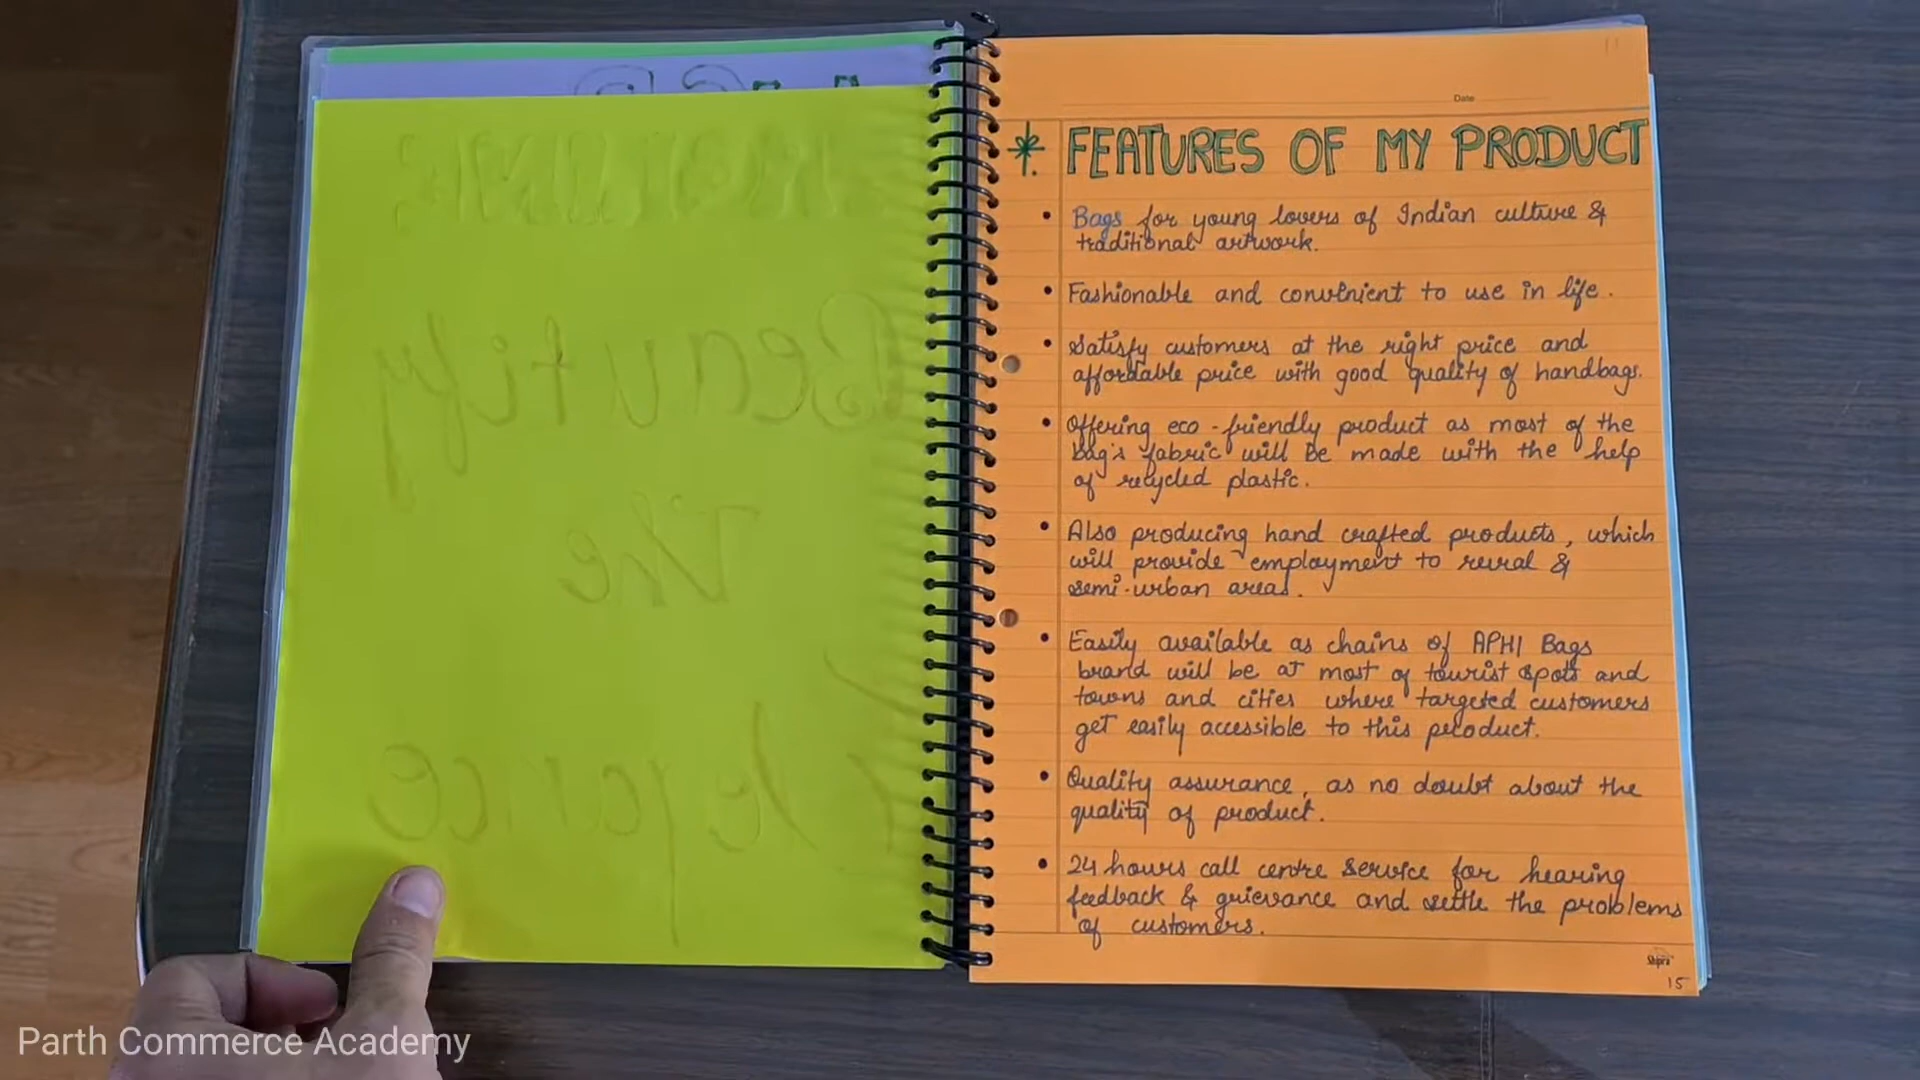 Date
* FEATURES OF MY PRODUCT
• Bags for young lovers of Indian culture &
traditional artwork.
• Fashionable and convenient to use in life.
• Satisfy customers at the right price and
affordable price with good quality of handbags.
• Offering eco-friendly product as most of the
bag's fabric will be made with the help
of recycled plastic.
• Also producing hand crafted products, which
will provide employment to rural &
semi-urban areas.
• Easily available as chains of APHI Bags
brand will be at most of tourist spots and
towns and cities where targeted customers
get easily accessible to this product.
• Quality assurance, as no doubt about the
quality of product.
• 24 hours call centre service for hearing
feedback & grievance and settle the problems
of customers.
Shipra
15
Beautify
the
Elegance
Parth Commerce Academy